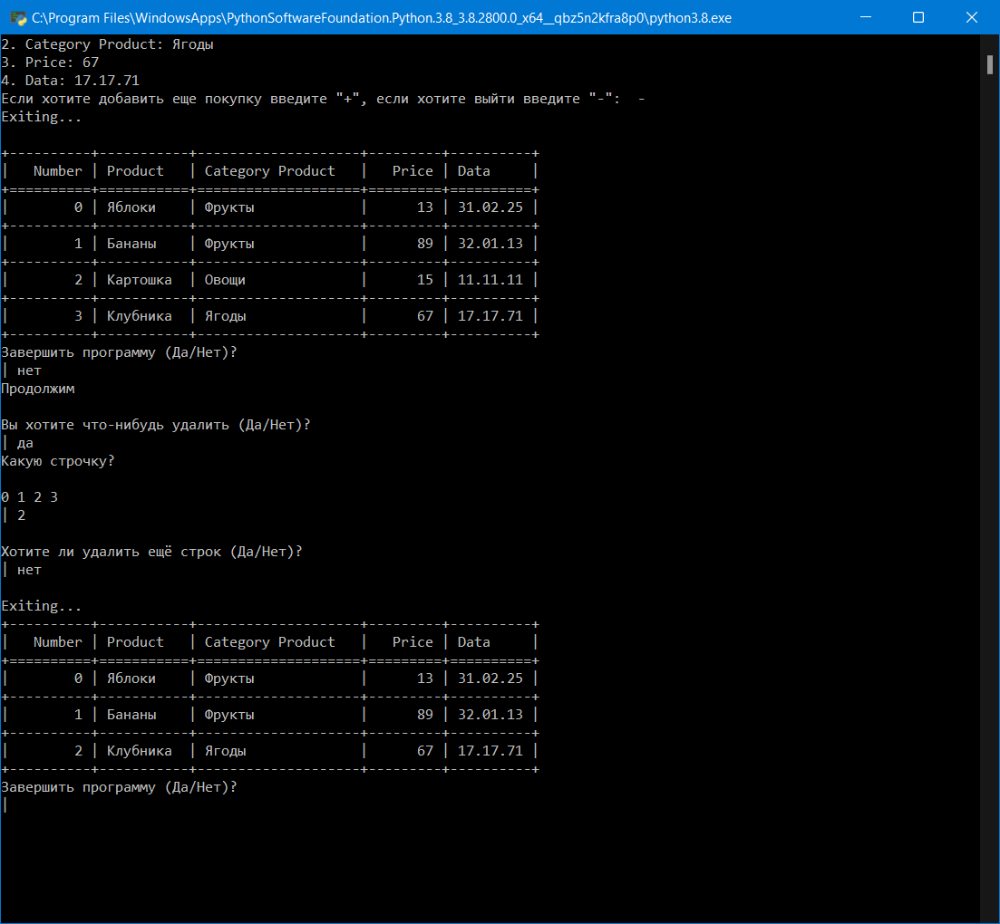 C:\Program Files\WindowsApps\PythonSoftwareFoundation.Python.3.8_3.8.2800.0_x64__qbz5n2kfra8p0\python3.8.exe
2. Category Product: Ягоды
3. Price: 67
4. Data: 17.17.71
Если хотите добавить еще покупку введите "+", если хотите выйти введите "-":  -
Exiting...

+----------+-----------+--------------------+---------+----------+
|   Number | Product   | Category Product   |   Price | Data     |
+==========+===========+====================+=========+==========+
|        0 | Яблоки    | Фрукты             |      13 | 31.02.25 |
+----------+-----------+--------------------+---------+----------+
|        1 | Бананы    | Фрукты             |      89 | 32.01.13 |
+----------+-----------+--------------------+---------+----------+
|        2 | Картошка  | Овощи              |      15 | 11.11.11 |
+----------+-----------+--------------------+---------+----------+
|        3 | Клубника  | Ягоды              |      67 | 17.17.71 |
+----------+-----------+--------------------+---------+----------+
Завершить программу (Да/Нет)?
| нет
Продолжим

Вы хотите что-нибудь удалить (Да/Нет)?
| да
Какую строчку?

0 1 2 3
| 2

Хотите ли удалить ещё строк (Да/Нет)?
| нет

Exiting...
+----------+-----------+--------------------+---------+----------+
|   Number | Product   | Category Product   |   Price | Data     |
+==========+===========+====================+=========+==========+
|        0 | Яблоки    | Фрукты             |      13 | 31.02.25 |
+----------+-----------+--------------------+---------+----------+
|        1 | Бананы    | Фрукты             |      89 | 32.01.13 |
+----------+-----------+--------------------+---------+----------+
|        2 | Клубника  | Ягоды              |      67 | 17.17.71 |
+----------+-----------+--------------------+---------+----------+
Завершить программу (Да/Нет)?
|